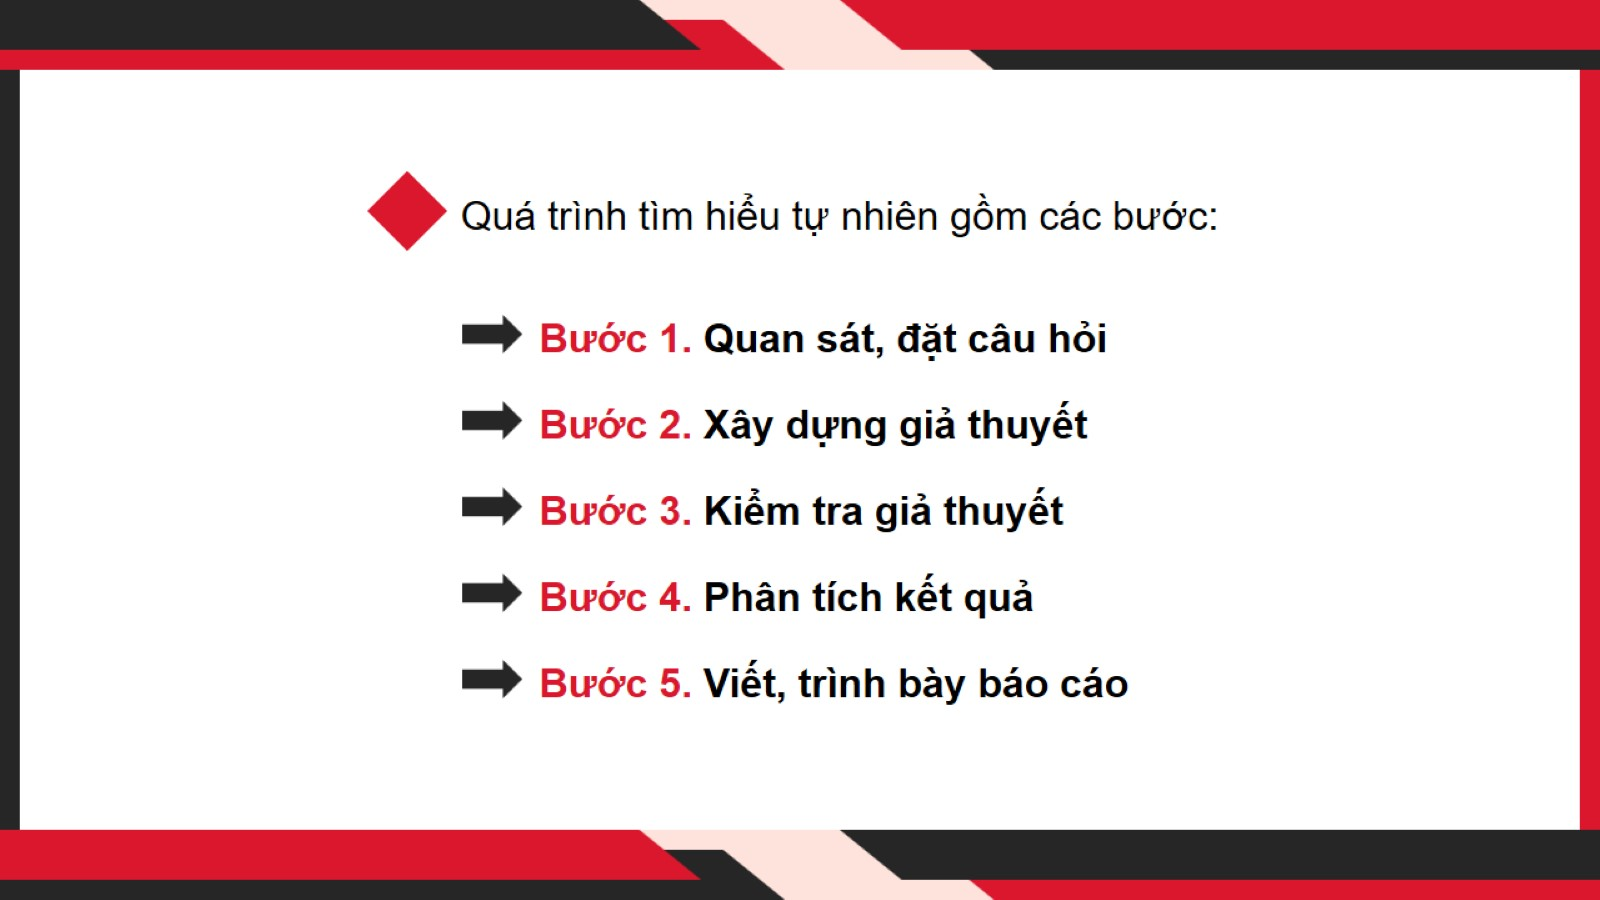 Quá trình tìm hiểu tự nhiên gồm các bước:
Bước 1. Quan sát, đặt câu hỏi
Bước 2. Xây dựng giả thuyết
Bước 3. Kiểm tra giả thuyết
Bước 4. Phân tích kết quả
Bước 5. Viết, trình bày báo cáo